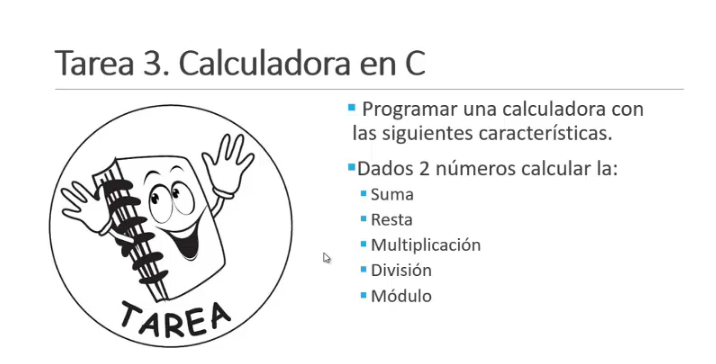 Tarea 3. Calculadora en C
Programar una calculadora con
las siguientes características.
Dados 2 números calcular la:
Suma
Resta
Multiplicación
División
Módulo
TAREA